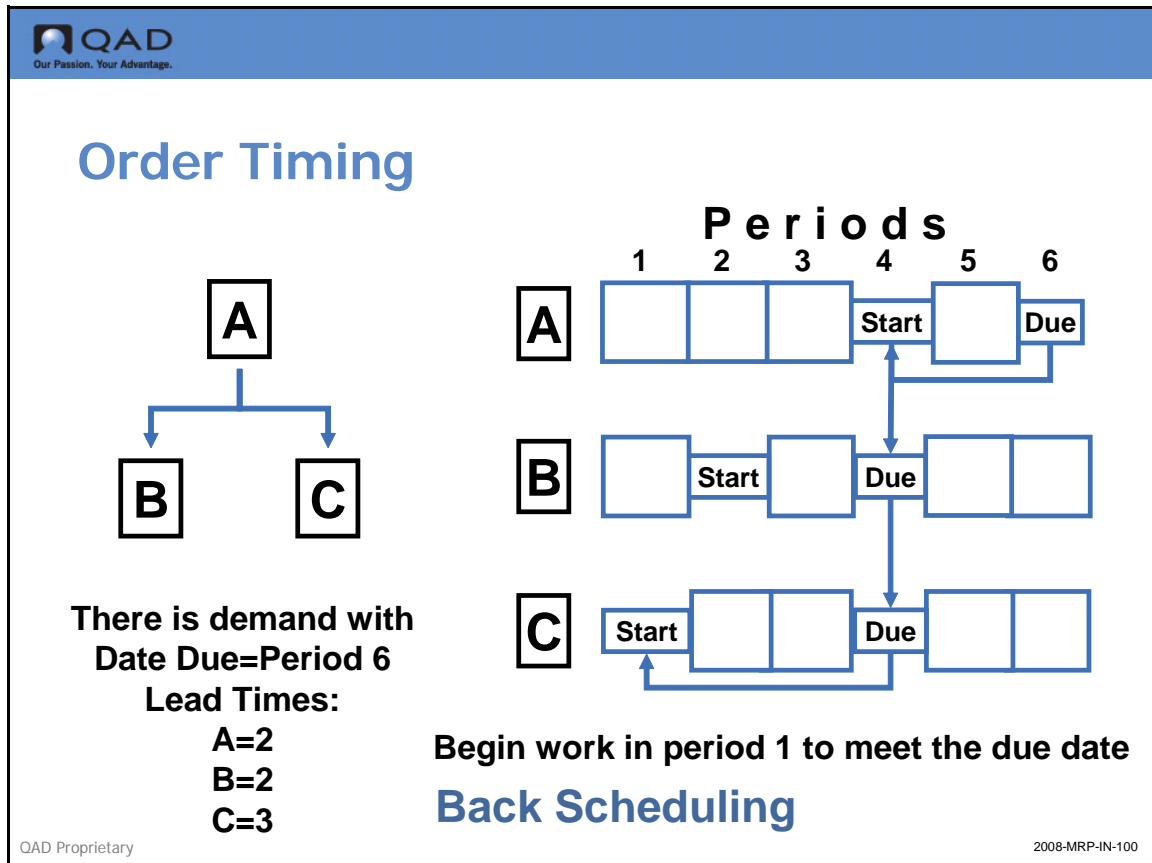 QAD
Our Passion. Your Advantage.
Order Timing
A
B C
There is demand with
Date Due=Period 6
Lead Times:
A=2
B=2
C=3
Periods
1 2 3 4 5 6
A Start Due
B Start Due
C Start Due
Begin work in period 1 to meet the due date
Back Scheduling
QAD Proprietary
2008-MRP-IN-100